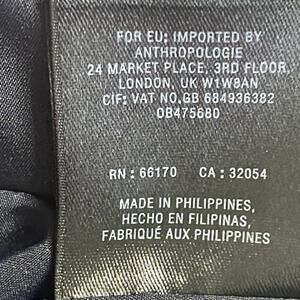 FOR EU: IMPORTED BY
ANTHROPOLOGIE
24 MARKET PLACE, 3RD FLOOR,
LONDON, UK W1W8AN
CIF: VAT NO.GB 684936382
OB475680
RN: 66170 CA: 32054
MADE IN PHILIPPINES,
HECHO EN FILIPINAS,
FABRIQUÉ AUX PHILIPPINES